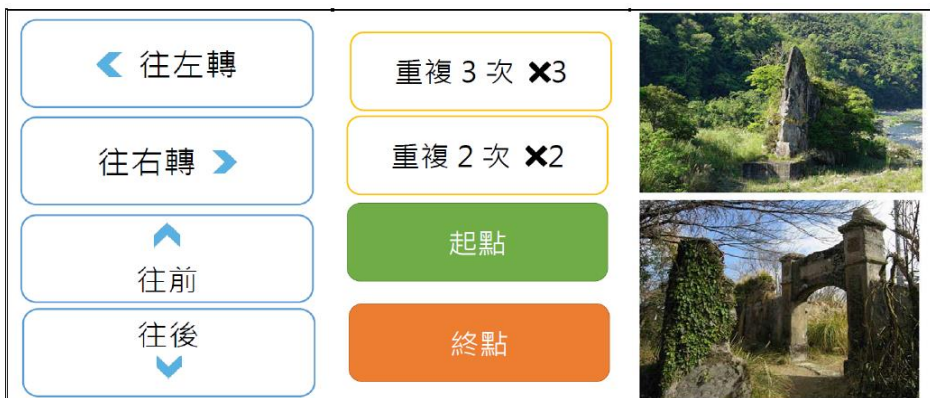 往左轉
往右轉
往前
往後
重複 3 次 ✖3
重複 2 次 ✖2
起點
終點